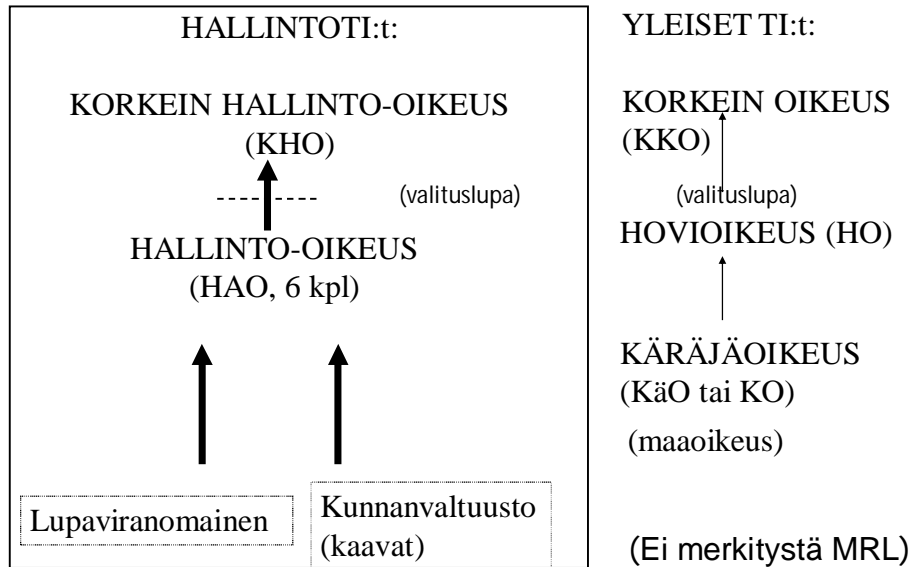 HALLINTOTI:t:
KORKEIN HALLINTO-OIKEUS
(KHO)
(valituslupa)
HALLINTO-OIKEUS
(HAO, 6 kpl)
Lupaviranomainen
Kunnanvaltuusto
(kaavat)
YLEISET TI:t:
KORKEIN OIKEUS
(KKO)
(valituslupa)
HOVIOIKEUS (HO)
KÄRÄJÄOIKEUS
(KäO tai KO)
(maaoikeus)
(Ei merkitystä MRL)